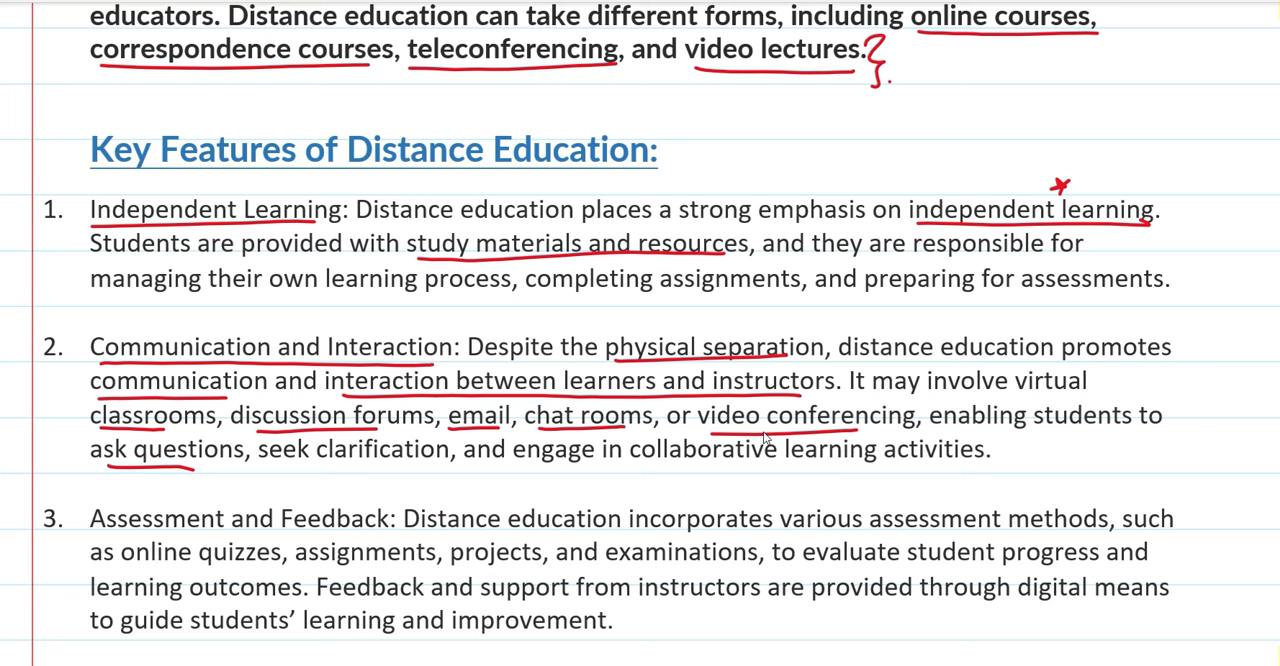 educators. Distance education can take different forms, including online courses,
correspondence courses, teleconferencing, and video lectures.
Key Features of Distance Education:
1. Independent Learning: Distance education places a strong emphasis on independent learning.
Students are provided with study materials and resources, and they are responsible for
managing their own learning process, completing assignments, and preparing for assessments.
2. Communication and Interaction: Despite the physical separation, distance education promotes
communication and interaction between learners and instructors. It may involve virtual
classrooms, discussion forums, email, chat rooms, or video conferencing, enabling students to
ask questions, seek clarification, and engage in collaborative learning activities.
3. Assessment and Feedback: Distance education incorporates various assessment methods, such
as online quizzes, assignments, projects, and examinations, to evaluate student progress and
learning outcomes. Feedback and support from instructors are provided through digital means
to guide students’ learning and improvement.